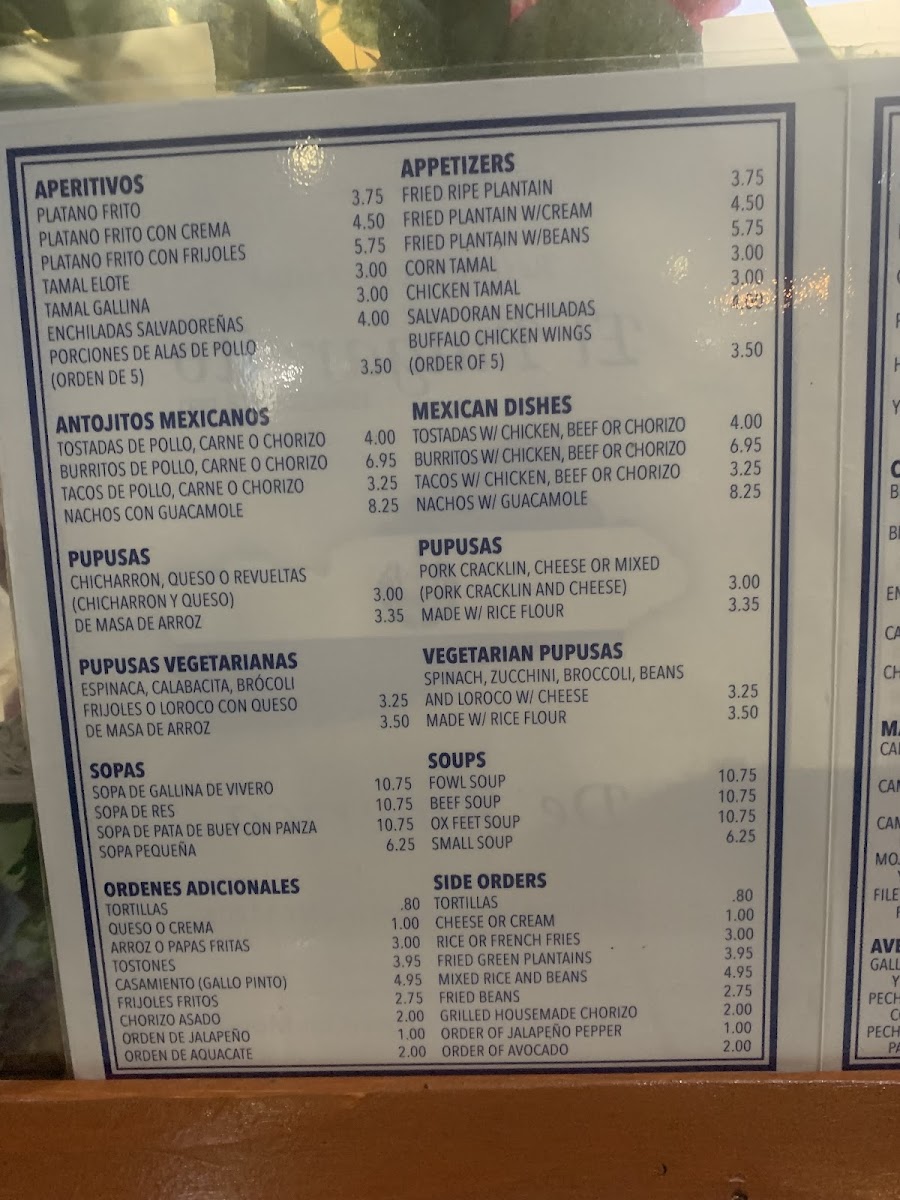 APERITIVOS
PLATANO FRITO 3.75
PLATANO FRITO CON CREMA 4.50
PLATANO FRITO CON FRIJOLES 5.75
TAMAL ELOTE 3.00
TAMAL GALLINA 3.00
ENCHILADAS SALVADOREÑAS 4.00
PORCIONES DE ALAS DE POLLO
(ORDEN DE 5) 3.50
ANTOJITOS MEXICANOS
TOSTADAS DE POLLO, CARNE O CHORIZO 4.00
BURRITOS DE POLLO, CARNE O CHORIZO 6.95
TACOS DE POLLO, CARNE O CHORIZO 3.25
NACHOS CON GUACAMOLE 8.25
PUPUSAS
CHICHARRON, QUESO O REVUELTAS
(CHICHARRON Y QUESO) 3.00
DE MASA DE ARROZ 3.35
PUPUSAS VEGETARIANAS
ESPINACA, CALABACITA, BRÓCOLI
FRIJOLES O LOROCO CON QUESO 3.25
DE MASA DE ARROZ 3.50
SOPAS
SOPA DE GALLINA DE VIVERO 10.75
SOPA DE RES 10.75
SOPA DE PATA DE BUEY CON PANZA 10.75
SOPA PEQUEÑA 6.25
ORDENES ADICIONALES
TORTILLAS .80
QUESO O CREMA 1.00
ARROZ O PAPAS FRITAS 3.00
TOSTONES 3.95
CASAMIENTO (GALLO PINTO) 4.95
FRIJOLES FRITOS 2.75
CHORIZO ASADO 2.00
ORDEN DE JALAPEÑO 1.00
ORDEN DE AQUACATE 2.00
APPETIZERS
FRIED RIPE PLANTAIN 3.75
FRIED PLANTAIN W/CREAM 4.50
FRIED PLANTAIN W/BEANS 5.75
CORN TAMAL 3.00
CHICKEN TAMAL 3.00
SALVADORAN ENCHILADAS 4.00
BUFFALO CHICKEN WINGS
(ORDER OF 5) 3.50
MEXICAN DISHES
TOSTADAS W/ CHICKEN, BEEF OR CHORIZO 4.00
BURRITOS W/ CHICKEN, BEEF OR CHORIZO 6.95
TACOS W/ CHICKEN, BEEF OR CHORIZO 3.25
NACHOS W/ GUACAMOLE 8.25
PUPUSAS
PORK CRACKLIN, CHEESE OR MIXED
(PORK CRACKLIN AND CHEESE) 3.00
MADE W/ RICE FLOUR 3.35
VEGETARIAN PUPUSAS
SPINACH, ZUCCHINI, BROCCOLI, BEANS
AND LOROCO W/ CHEESE 3.25
MADE W/ RICE FLOUR 3.50
SOUPS
FOWL SOUP 10.75
BEEF SOUP 10.75
OX FEET SOUP 10.75
SMALL SOUP 6.25
SIDE ORDERS
TORTILLAS .80
CHEESE OR CREAM 1.00
RICE OR FRENCH FRIES 3.00
FRIED GREEN PLANTAINS 3.95
MIXED RICE AND BEANS 4.95
FRIED BEANS 2.75
GRILLED HOUSEMADE CHORIZO 2.00
ORDER OF JALAPEÑO PEPPER 1.00
ORDER OF AVOCADO 2.00